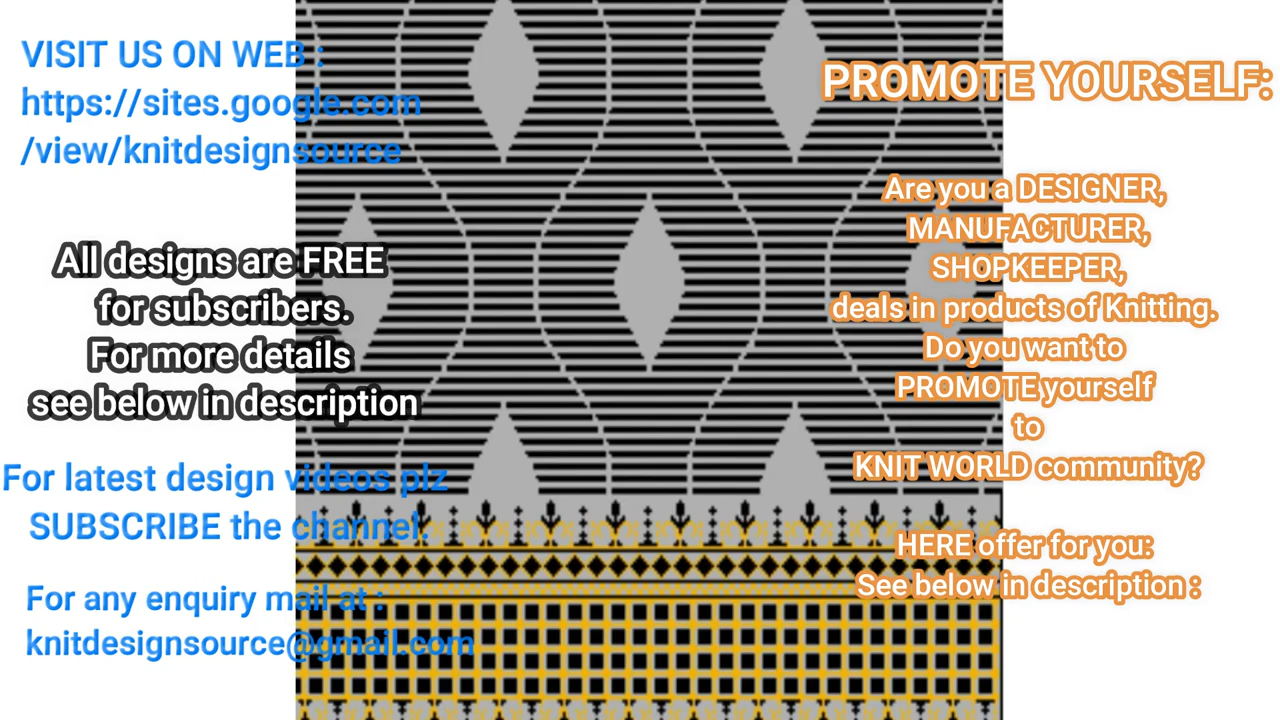 VISIT US ON WEB :
https://sites.google.com
/view/knitdesignsource
All designs are FREE
for subscribers.
For more details
see below in description
For latest design videos plz
SUBSCRIBE the channel.
For any enquiry mail at :
knitdesignsource@gmail.com
PROMOTE YOURSELF:
Are you a DESIGNER,
MANUFACTURER,
SHOPKEEPER,
deals in products of Knitting.
Do you want to
PROMOTE yourself
to
KNIT WORLD community?
HERE offer for you:
See below in description :